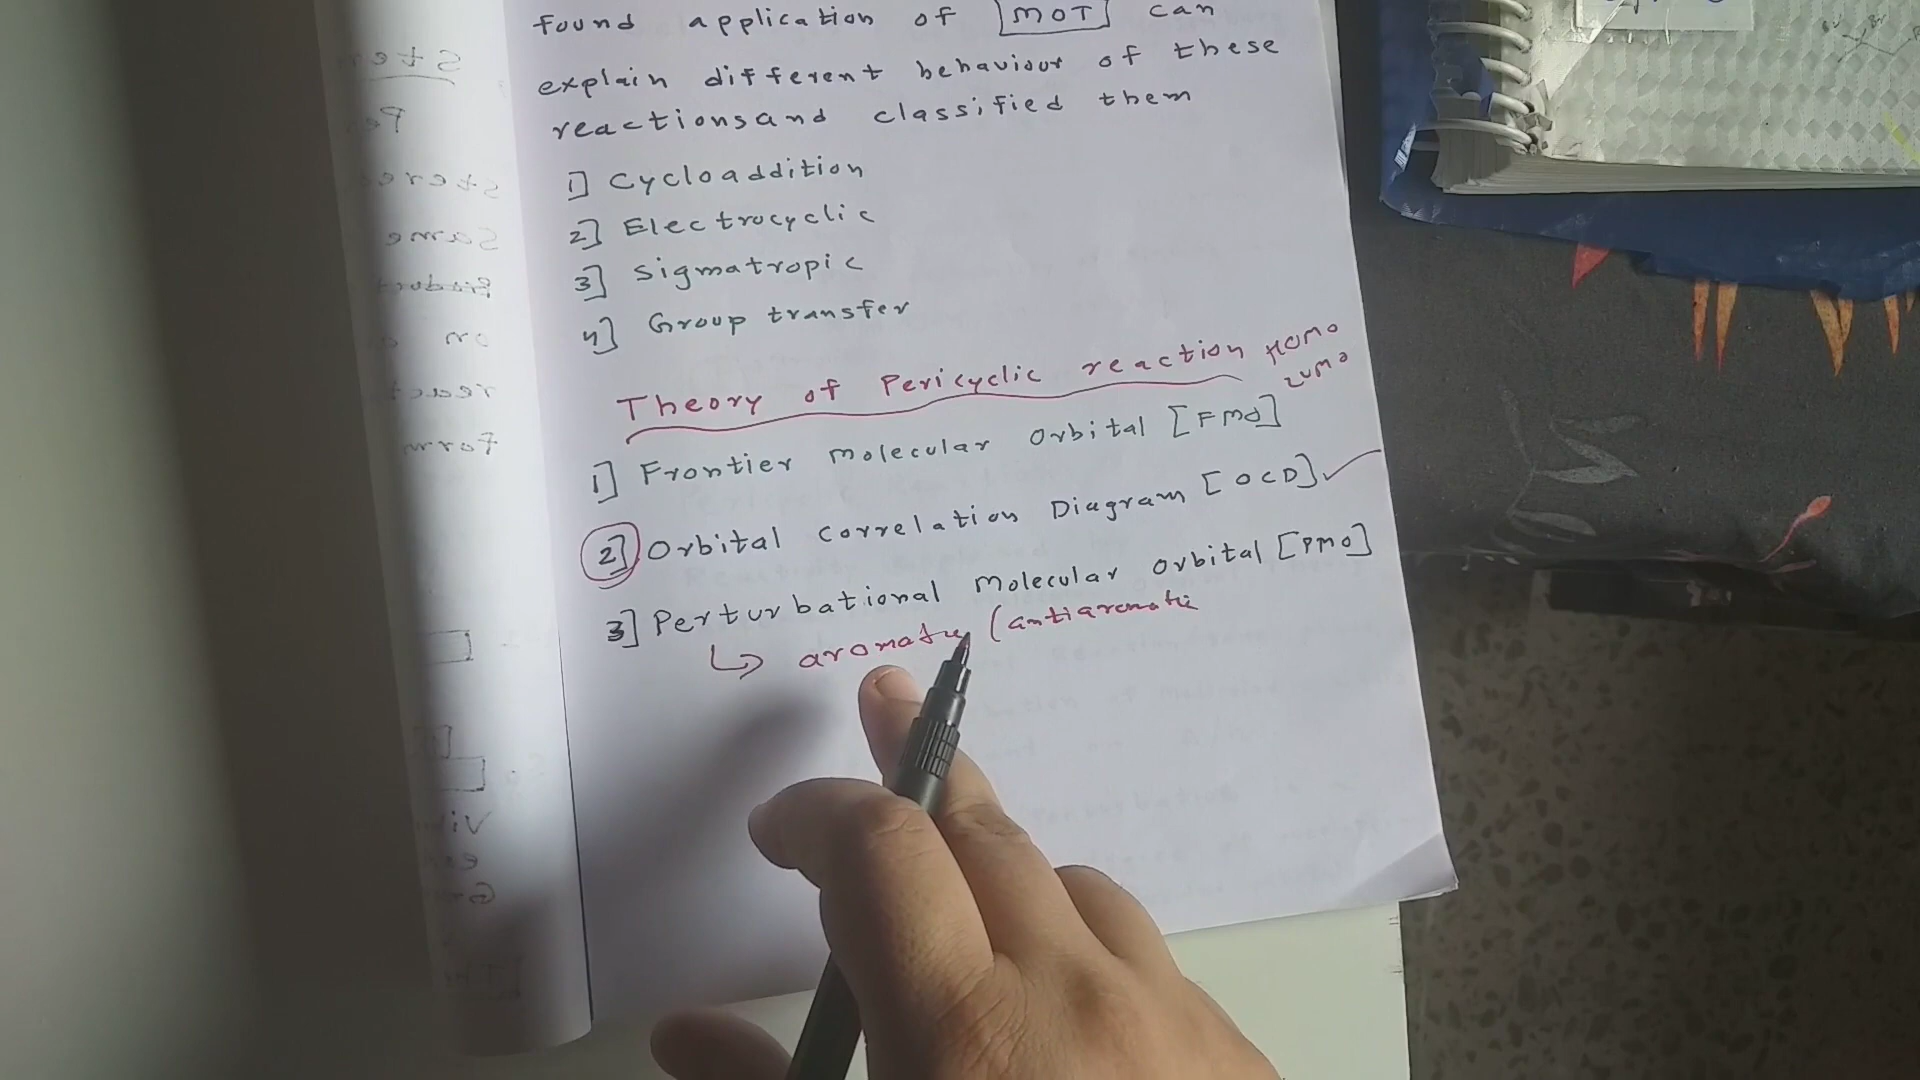 found application of MOT can
explain different behaviour of these
reactions and classified them
1] Cycloaddition
2] Electrocyclic
3] Sigmatropic
4] Group transfer
Theory of Pericyclic reaction HOMO
LUMO
1] Frontier Molecular Orbital [FMO]
2] Orbital Correlation Diagram [OCD]
3] Perturbational Molecular Orbital [PMO]
aromatic (antiaromatic